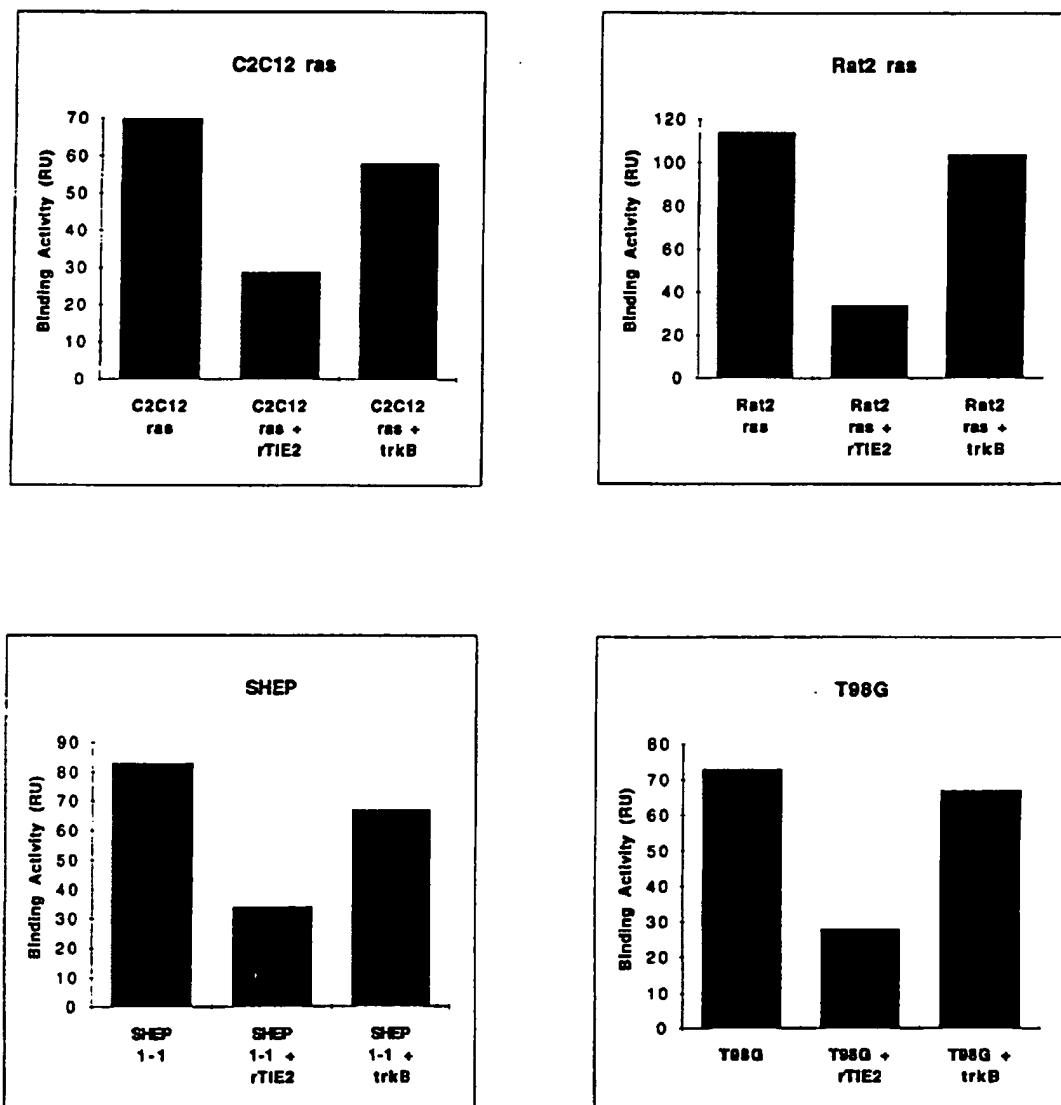 C2C12 ras
Binding Activity (RU)
70
60
50
40
30
20
10
0
C2C12
ras
C2C12
ras +
rTIE2
C2C12
ras +
trkB
Rat2 ras
Binding Activity (RU)
120
100
80
60
40
20
0
Rat2
ras
Rat2
ras +
rTIE2
Rat2
ras +
trkB
SHEP
Binding Activity (RU)
90
80
70
60
50
40
30
20
10
0
SHEP
1-1
SHEP
1-1 +
rTIE2
SHEP
1-1 +
trkB
T98G
Binding Activity (RU)
80
70
60
50
40
30
20
10
0
T98G
T98G +
rTIE2
T98G +
trkB